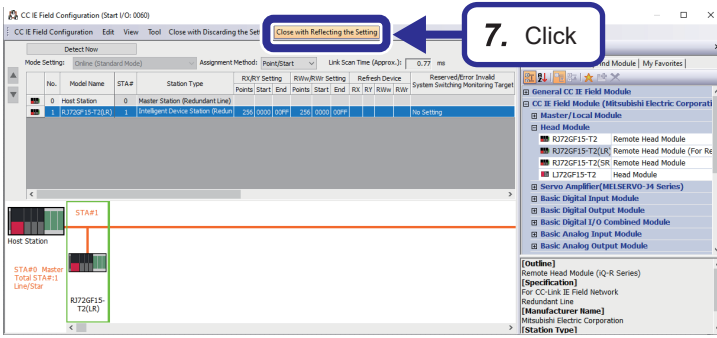 CC IE Field Configuration (Start I/O: 0060)
CC IE Field Configuration Edit View Tool Close with Discarding the Setting Close with Reflecting the Setting
7. Click
Detect Now
Mode Setting: Online (Standard Mode) Assignment Method: Point/Start Link Scan Time (Approx.): 0.77 ms
Module | My Favorites |
No. Model Name STA# Station Type RX/RY Setting RWw/RWr Setting Refresh Device Reserved/Error Invalid System Switching Monitoring Target
Points Start End Points Start End RX RY RWw RWr
0 Host Station 0 Master Station (Redundant Line)
1 RJ72GF15-T2(LR) 1 Intelligent Device Station (Redun 256 0000 00FF 256 0000 00FF No Setting
General CC IE Field Module
CC IE Field Module (Mitsubishi Electric Corporati
Master/Local Module
Head Module
RJ72GF15-T2 Remote Head Module
RJ72GF15-T2(LR) Remote Head Module (For Re
RJ72GF15-T2(SR Remote Head Module
LJ72GF15-T2 Head Module
Servo Amplifier(MELSERVO-J4 Series)
Basic Digital Input Module
Basic Digital Output Module
Basic Digital I/O Combined Module
Basic Analog Input Module
Basic Analog Output Module
STA#1
Host Station
STA#0 Master
Total STA#:1
Line/Star
RJ72GF15-
T2(LR)
[Outline]
Remote Head Module (iQ-R Series)
[Specification]
For CC-Link IE Field Network
Redundant Line
[Manufacturer Name]
Mitsubishi Electric Corporation
[Station Type]